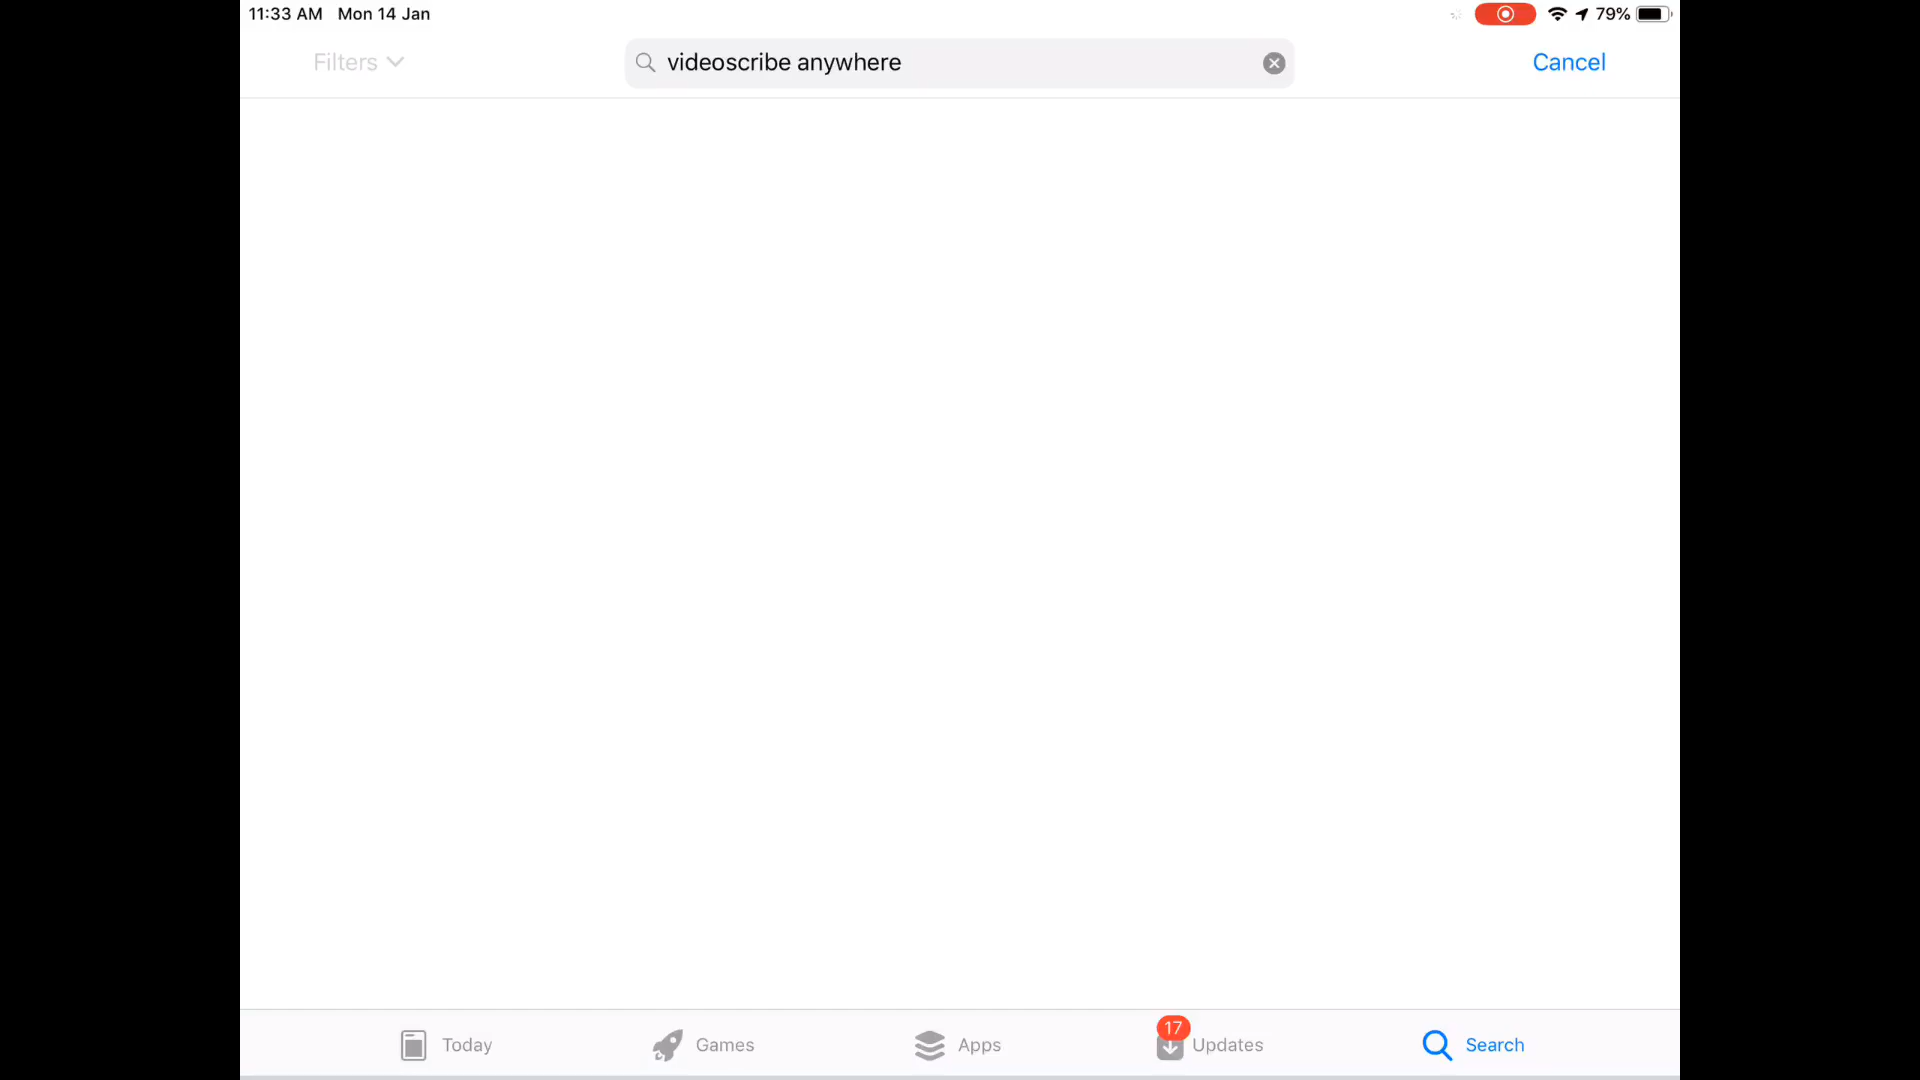 11:33 AM Mon 14 Jan 79%
Filters videoscribe anywhere Cancel
Today Games Apps 17 Updates Search